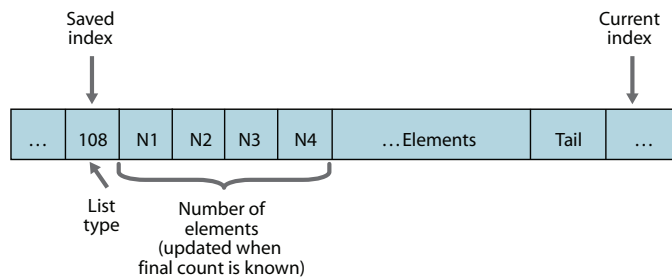 Saved
index
Current
index
… 108 N1 N2 N3 N4 …Elements Tail …
List
type
Number of
elements
(updated when
final count is known)